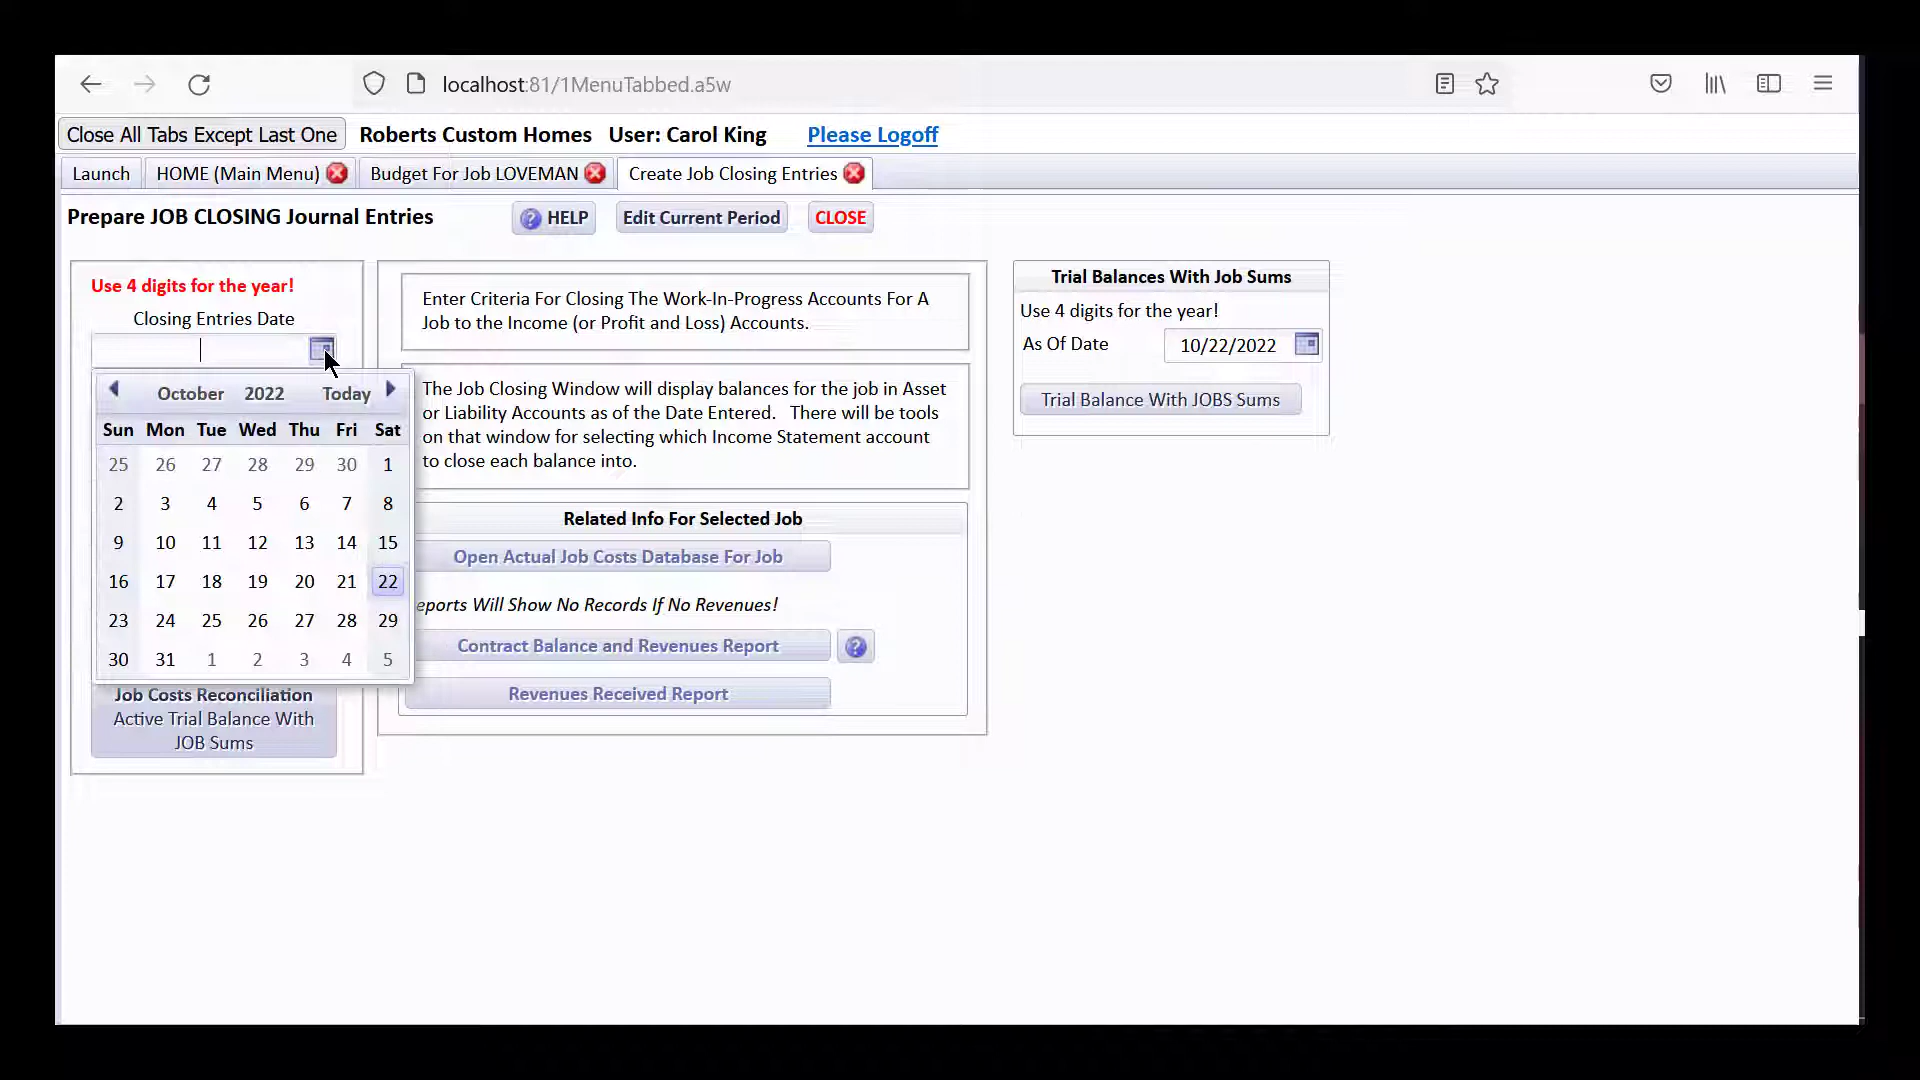 localhost:81/1MenuTabbed.a5w
Close All Tabs Except Last One Roberts Custom Homes User: Carol King Please Logoff
Launch HOME (Main Menu) Budget For Job LOVEMAN Create Job Closing Entries
Prepare JOB CLOSING Journal Entries HELP Edit Current Period CLOSE
Use 4 digits for the year!
Closing Entries Date
October 2022 Today
Sun Mon Tue Wed Thu Fri Sat
25 26 27 28 29 30 1
2 3 4 5 6 7 8
9 10 11 12 13 14 15
16 17 18 19 20 21 22
23 24 25 26 27 28 29
30 31 1 2 3 4 5
Job Costs Reconciliation
Active Trial Balance With
JOB Sums
Enter Criteria For Closing The Work-In-Progress Accounts For A
Job to the Income (or Profit and Loss) Accounts.
The Job Closing Window will display balances for the job in Asset
or Liability Accounts as of the Date Entered. There will be tools
on that window for selecting which Income Statement account
to close each balance into.
Related Info For Selected Job
Open Actual Job Costs Database For Job
eports Will Show No Records If No Revenues!
Contract Balance and Revenues Report
Revenues Received Report
Trial Balances With Job Sums
Use 4 digits for the year!
As Of Date 10/22/2022
Trial Balance With JOBS Sums